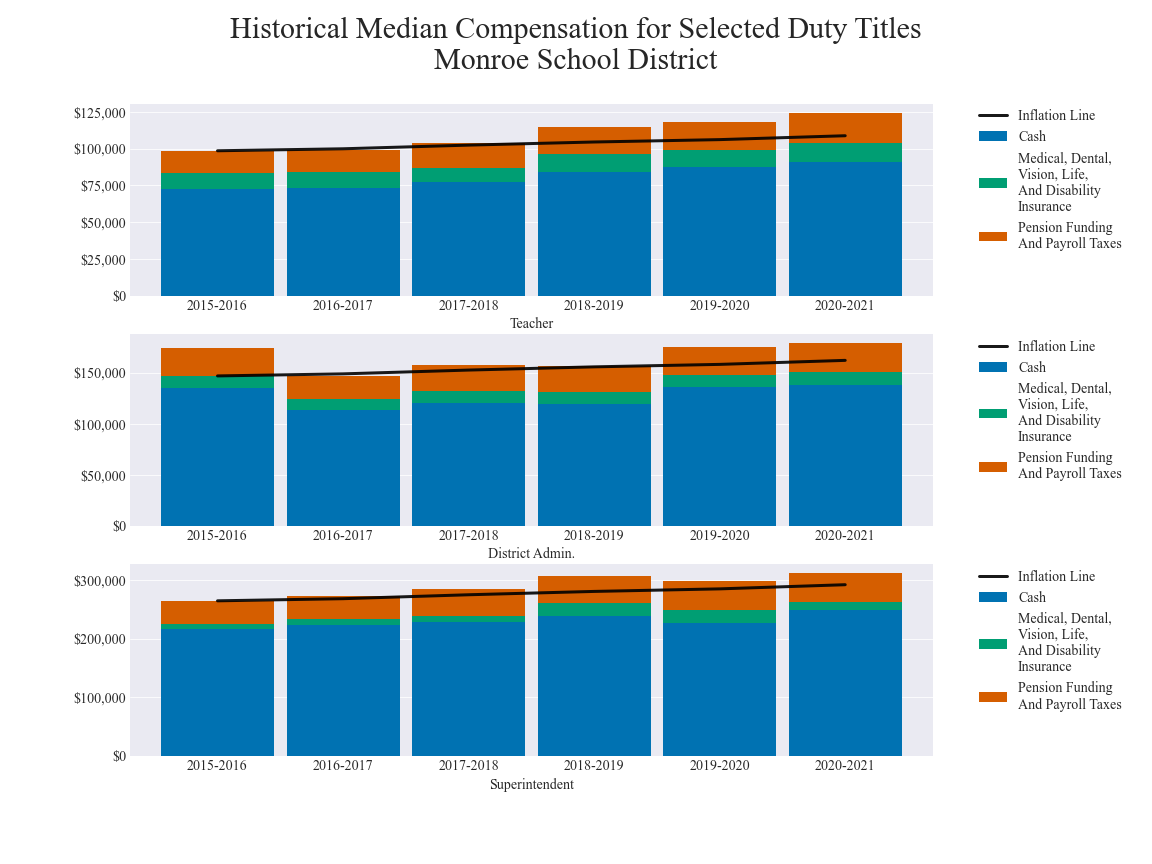 Historical Median Compensation for Selected Duty Titles
Monroe School District
$125,000
$100,000
$75,000
$50,000
$25,000
$0
2015-2016
2016-2017
2017-2018
2018-2019
2019-2020
2020-2021
Teacher
Inflation Line
Cash
Medical, Dental,
Vision, Life,
And Disability
Insurance
Pension Funding
And Payroll Taxes
$150,000
$100,000
$50,000
$0
2015-2016
2016-2017
2017-2018
2018-2019
2019-2020
2020-2021
District Admin.
Inflation Line
Cash
Medical, Dental,
Vision, Life,
And Disability
Insurance
Pension Funding
And Payroll Taxes
$300,000
$200,000
$100,000
$0
2015-2016
2016-2017
2017-2018
2018-2019
2019-2020
2020-2021
Superintendent
Inflation Line
Cash
Medical, Dental,
Vision, Life,
And Disability
Insurance
Pension Funding
And Payroll Taxes